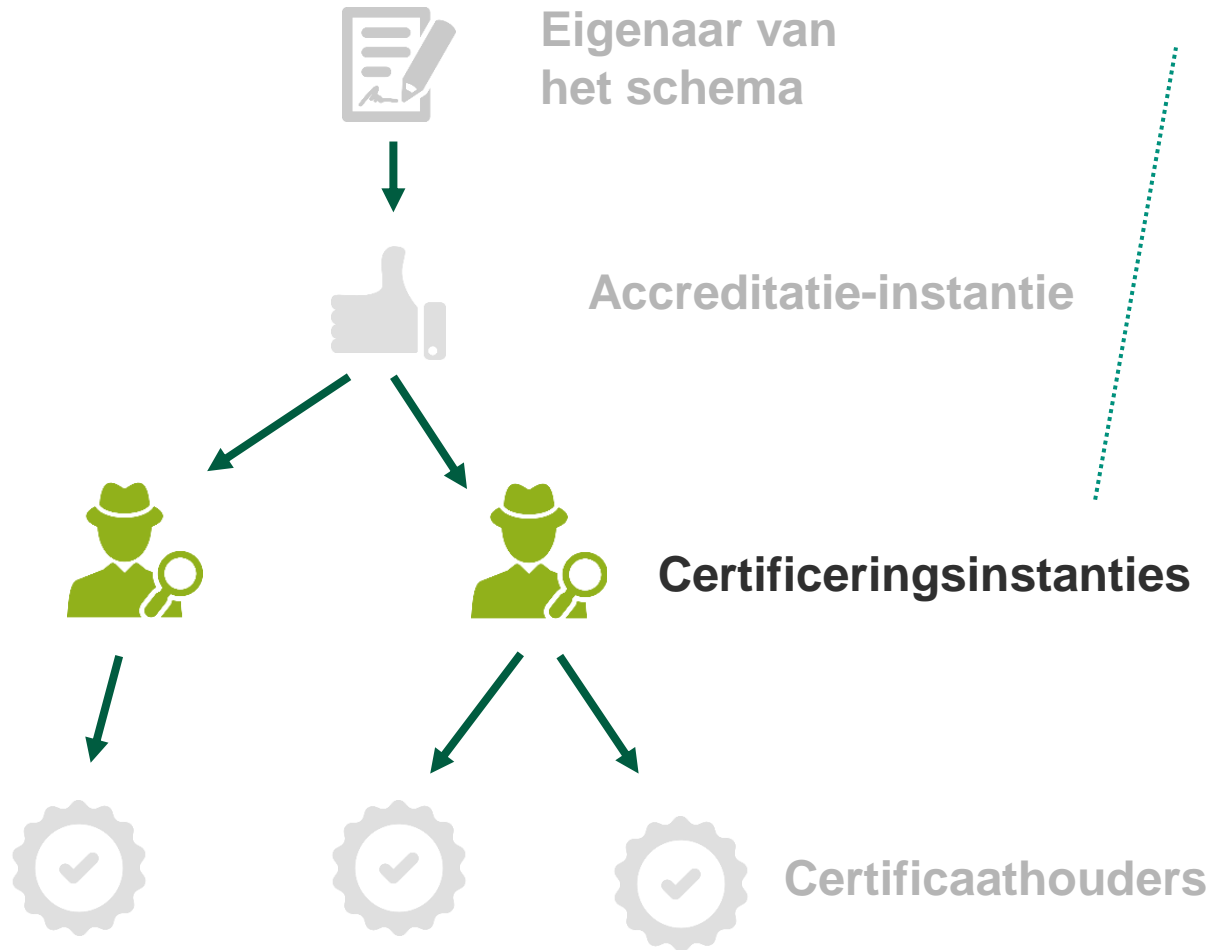 Eigenaar van
het schema
Accreditatie-instantie
Certificeringsinstanties
Certificaathouders